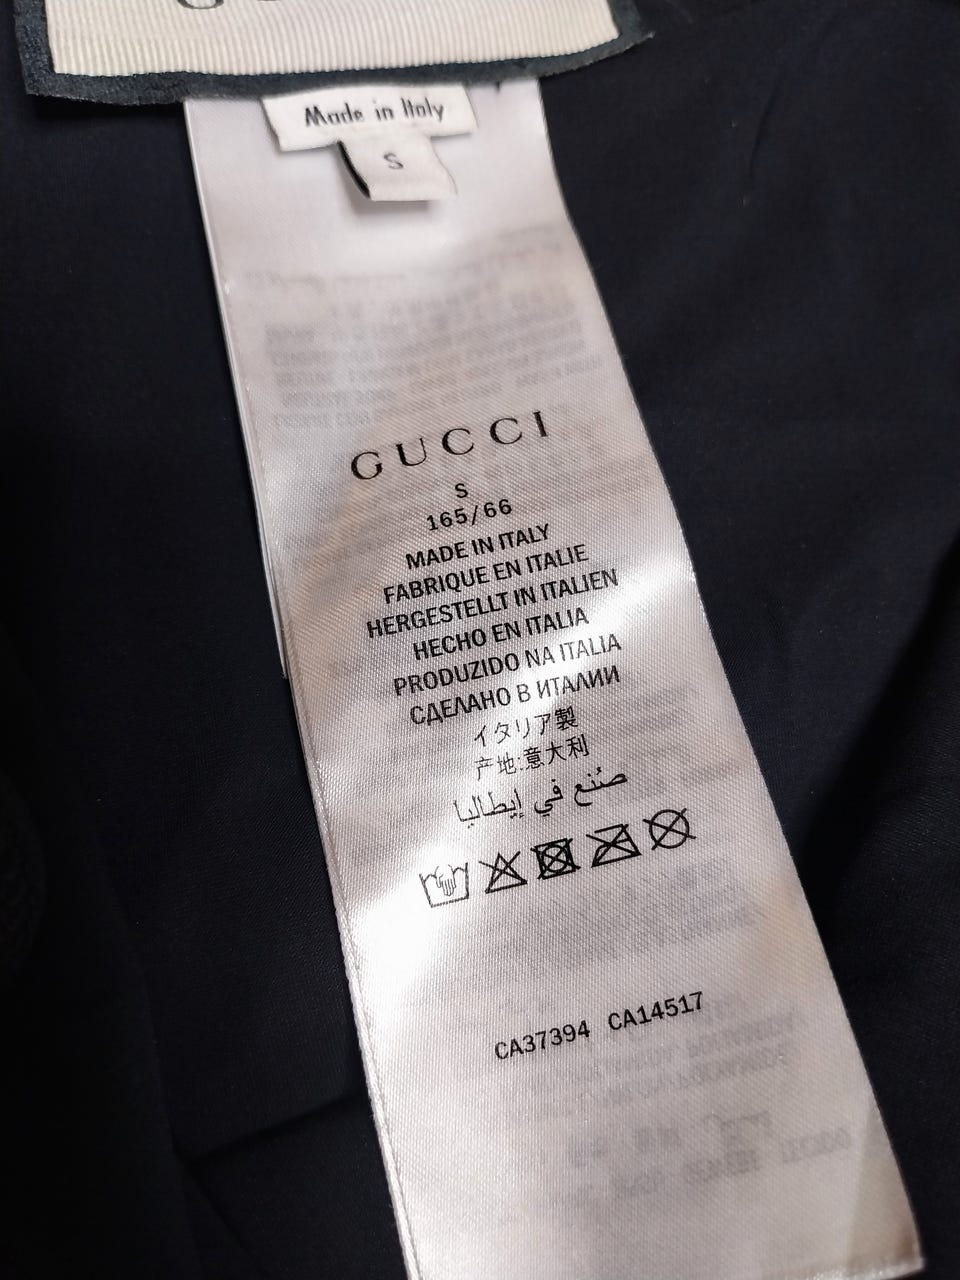 Made in Italy
S
GUCCI
S
165/66
MADE IN ITALY
FABRIQUE EN ITALIE
HERGESTELLT IN ITALIEN
HECHO EN ITALIA
PRODUZIDO NA ITALIA
СДЕЛАНО В ИТАЛИИ
イタリア製
产地:意大利
صُنع في إيطاليا
CA37394 CA14517